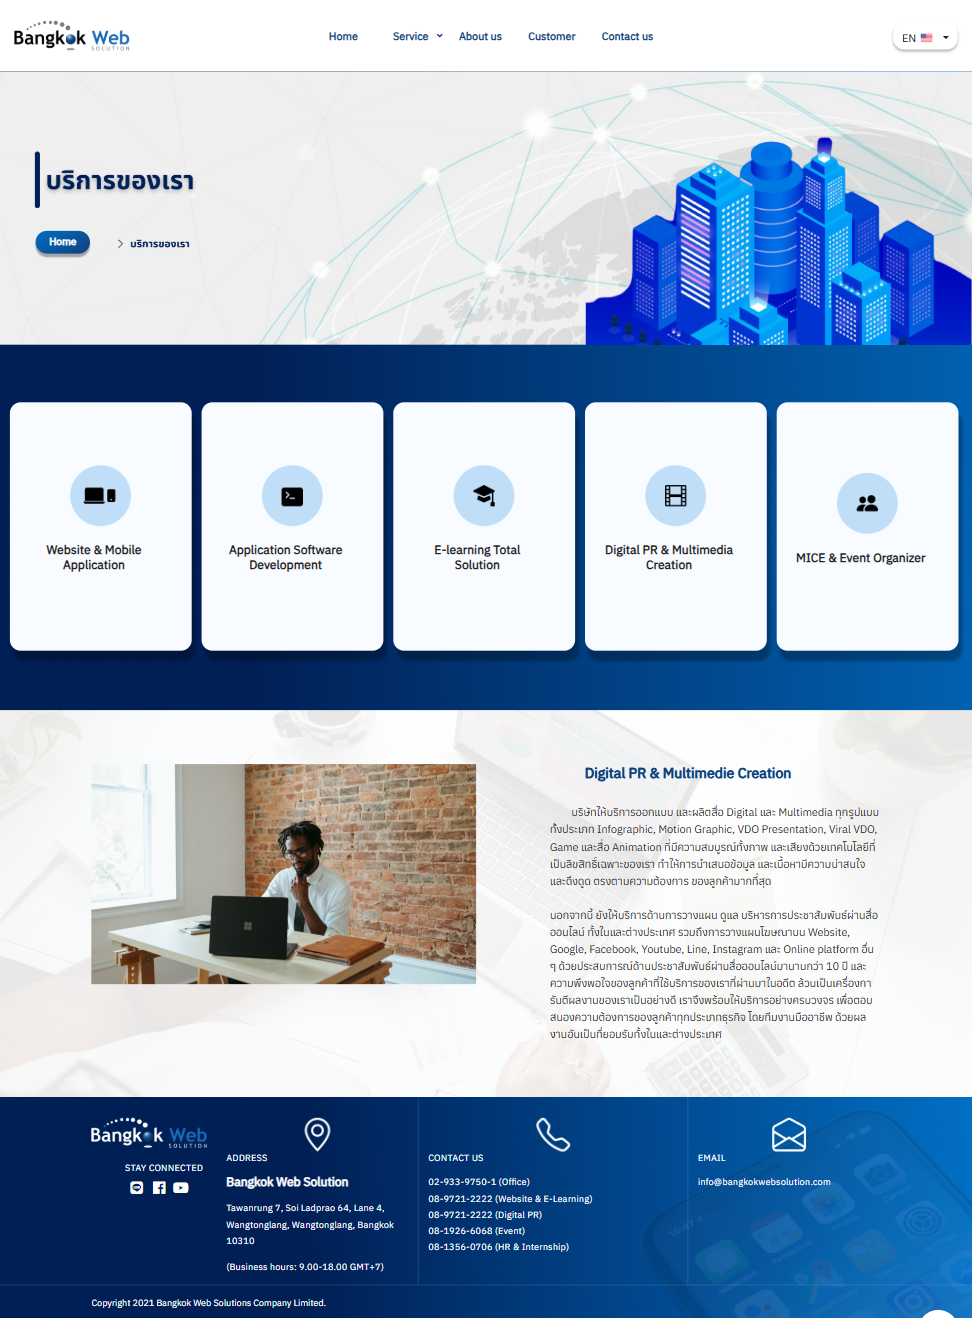 Bangkok Web
SOLUTION
Home
Service
About us
Customer
Contact us
EN
บริการของเรา
Home
บริการของเรา
Website & Mobile
Application
Application Software
Development
E-learning Total
Solution
Digital PR & Multimedia
Creation
MICE & Event Organizer
Digital PR & Multimedie Creation
บริษัทให้บริการออกแบบ และผลิตสื่อ Digital และ Multimedia ทุกรูปแบบ
ทั้งประเภท Infographic, Motion Graphic, VDO Presentation, Viral VDO,
Game และสื่อ Animation ที่มีความสมบูรณ์ทั้งภาพ และเสียงด้วยเทคโนโลยีที่
เป็นลิขสิทธิ์เฉพาะของเรา ทำให้การนำเสนอข้อมูล และเนื้อหามีความน่าสนใจ
และดึงดูด ตรงตามความต้องการ ของลูกค้ามากที่สุด
นอกจากนี้ ยังให้บริการด้านการวางแผน ดูแล บริหารการประชาสัมพันธ์ผ่านสื่อ
ออนไลน์ ทั้งในและต่างประเทศ รวมถึงการวางแผนโฆษณาบน Website,
Google, Facebook, Youtube, Line, Instagram และ Online platform อื่น
ๆ ด้วยประสบการณ์ด้านประชาสัมพันธ์ผ่านสื่อออนไลน์มานานกว่า 10 ปี และ
ความพึงพอใจของลูกค้าที่ใช้บริการของเราที่ผ่านมาในอดีต ล้วนเป็นเครื่องกา
รันตีผลงานของเราเป็นอย่างดี เราจึงพร้อมให้บริการอย่างครบวงจร เพื่อตอบ
สนองความต้องการของลูกค้าทุกประเภทธุรกิจ โดยทีมงานมืออาชีพ ด้วยผล
งานอันเป็นที่ยอมรับทั้งในและต่างประเทศ
Bangkok Web
SOLUTION
STAY CONNECTED
ADDRESS
Bangkok Web Solution
Tawanrung 7, Soi Ladprao 64, Lane 4,
Wangtonglang, Wangtonglang, Bangkok
10310
(Business hours: 9.00-18.00 GMT+7)
CONTACT US
02-933-9750-1 (Office)
08-9721-2222 (Website & E-Learning)
08-9721-2222 (Digital PR)
08-1926-6068 (Event)
08-1356-0706 (HR & Internship)
EMAIL
info@bangkokwebsolution.com
Copyright 2021 Bangkok Web Solutions Company Limited.